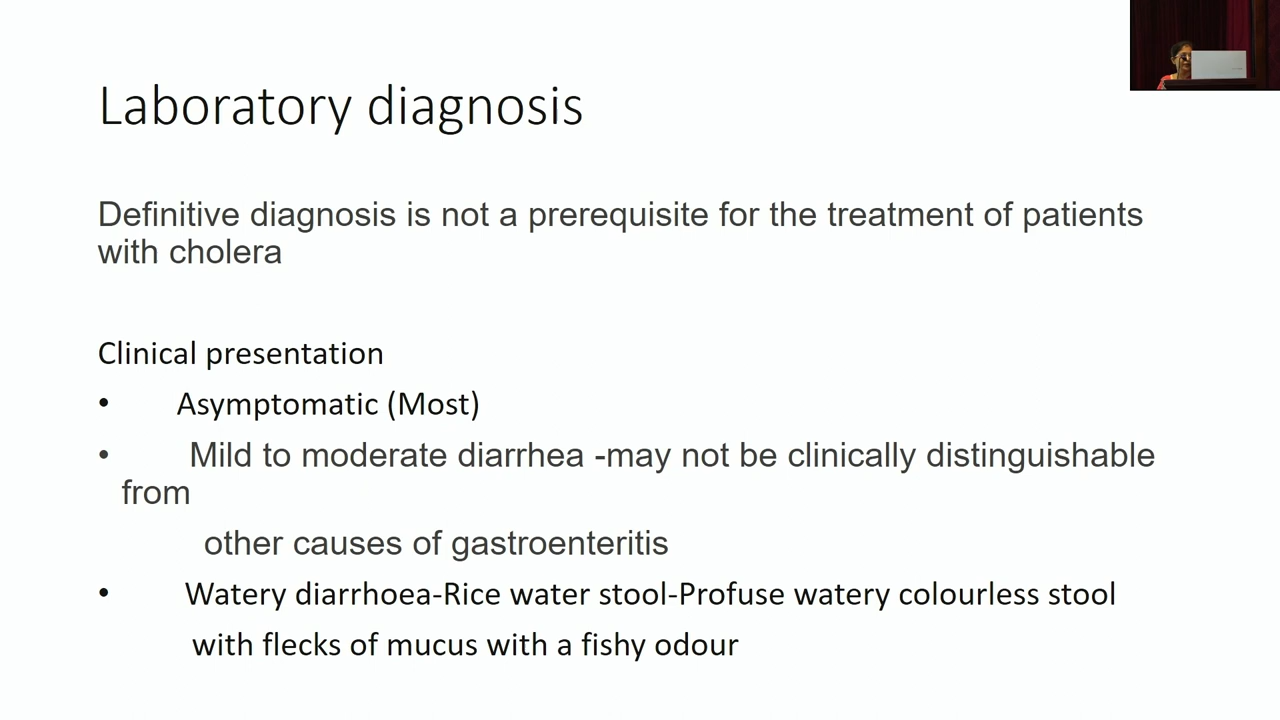 Laboratory diagnosis
Definitive diagnosis is not a prerequisite for the treatment of patients
with cholera
Clinical presentation
• Asymptomatic (Most)
• Mild to moderate diarrhea -may not be clinically distinguishable
from
other causes of gastroenteritis
• Watery diarrhoea-Rice water stool-Profuse watery colourless stool
with flecks of mucus with a fishy odour